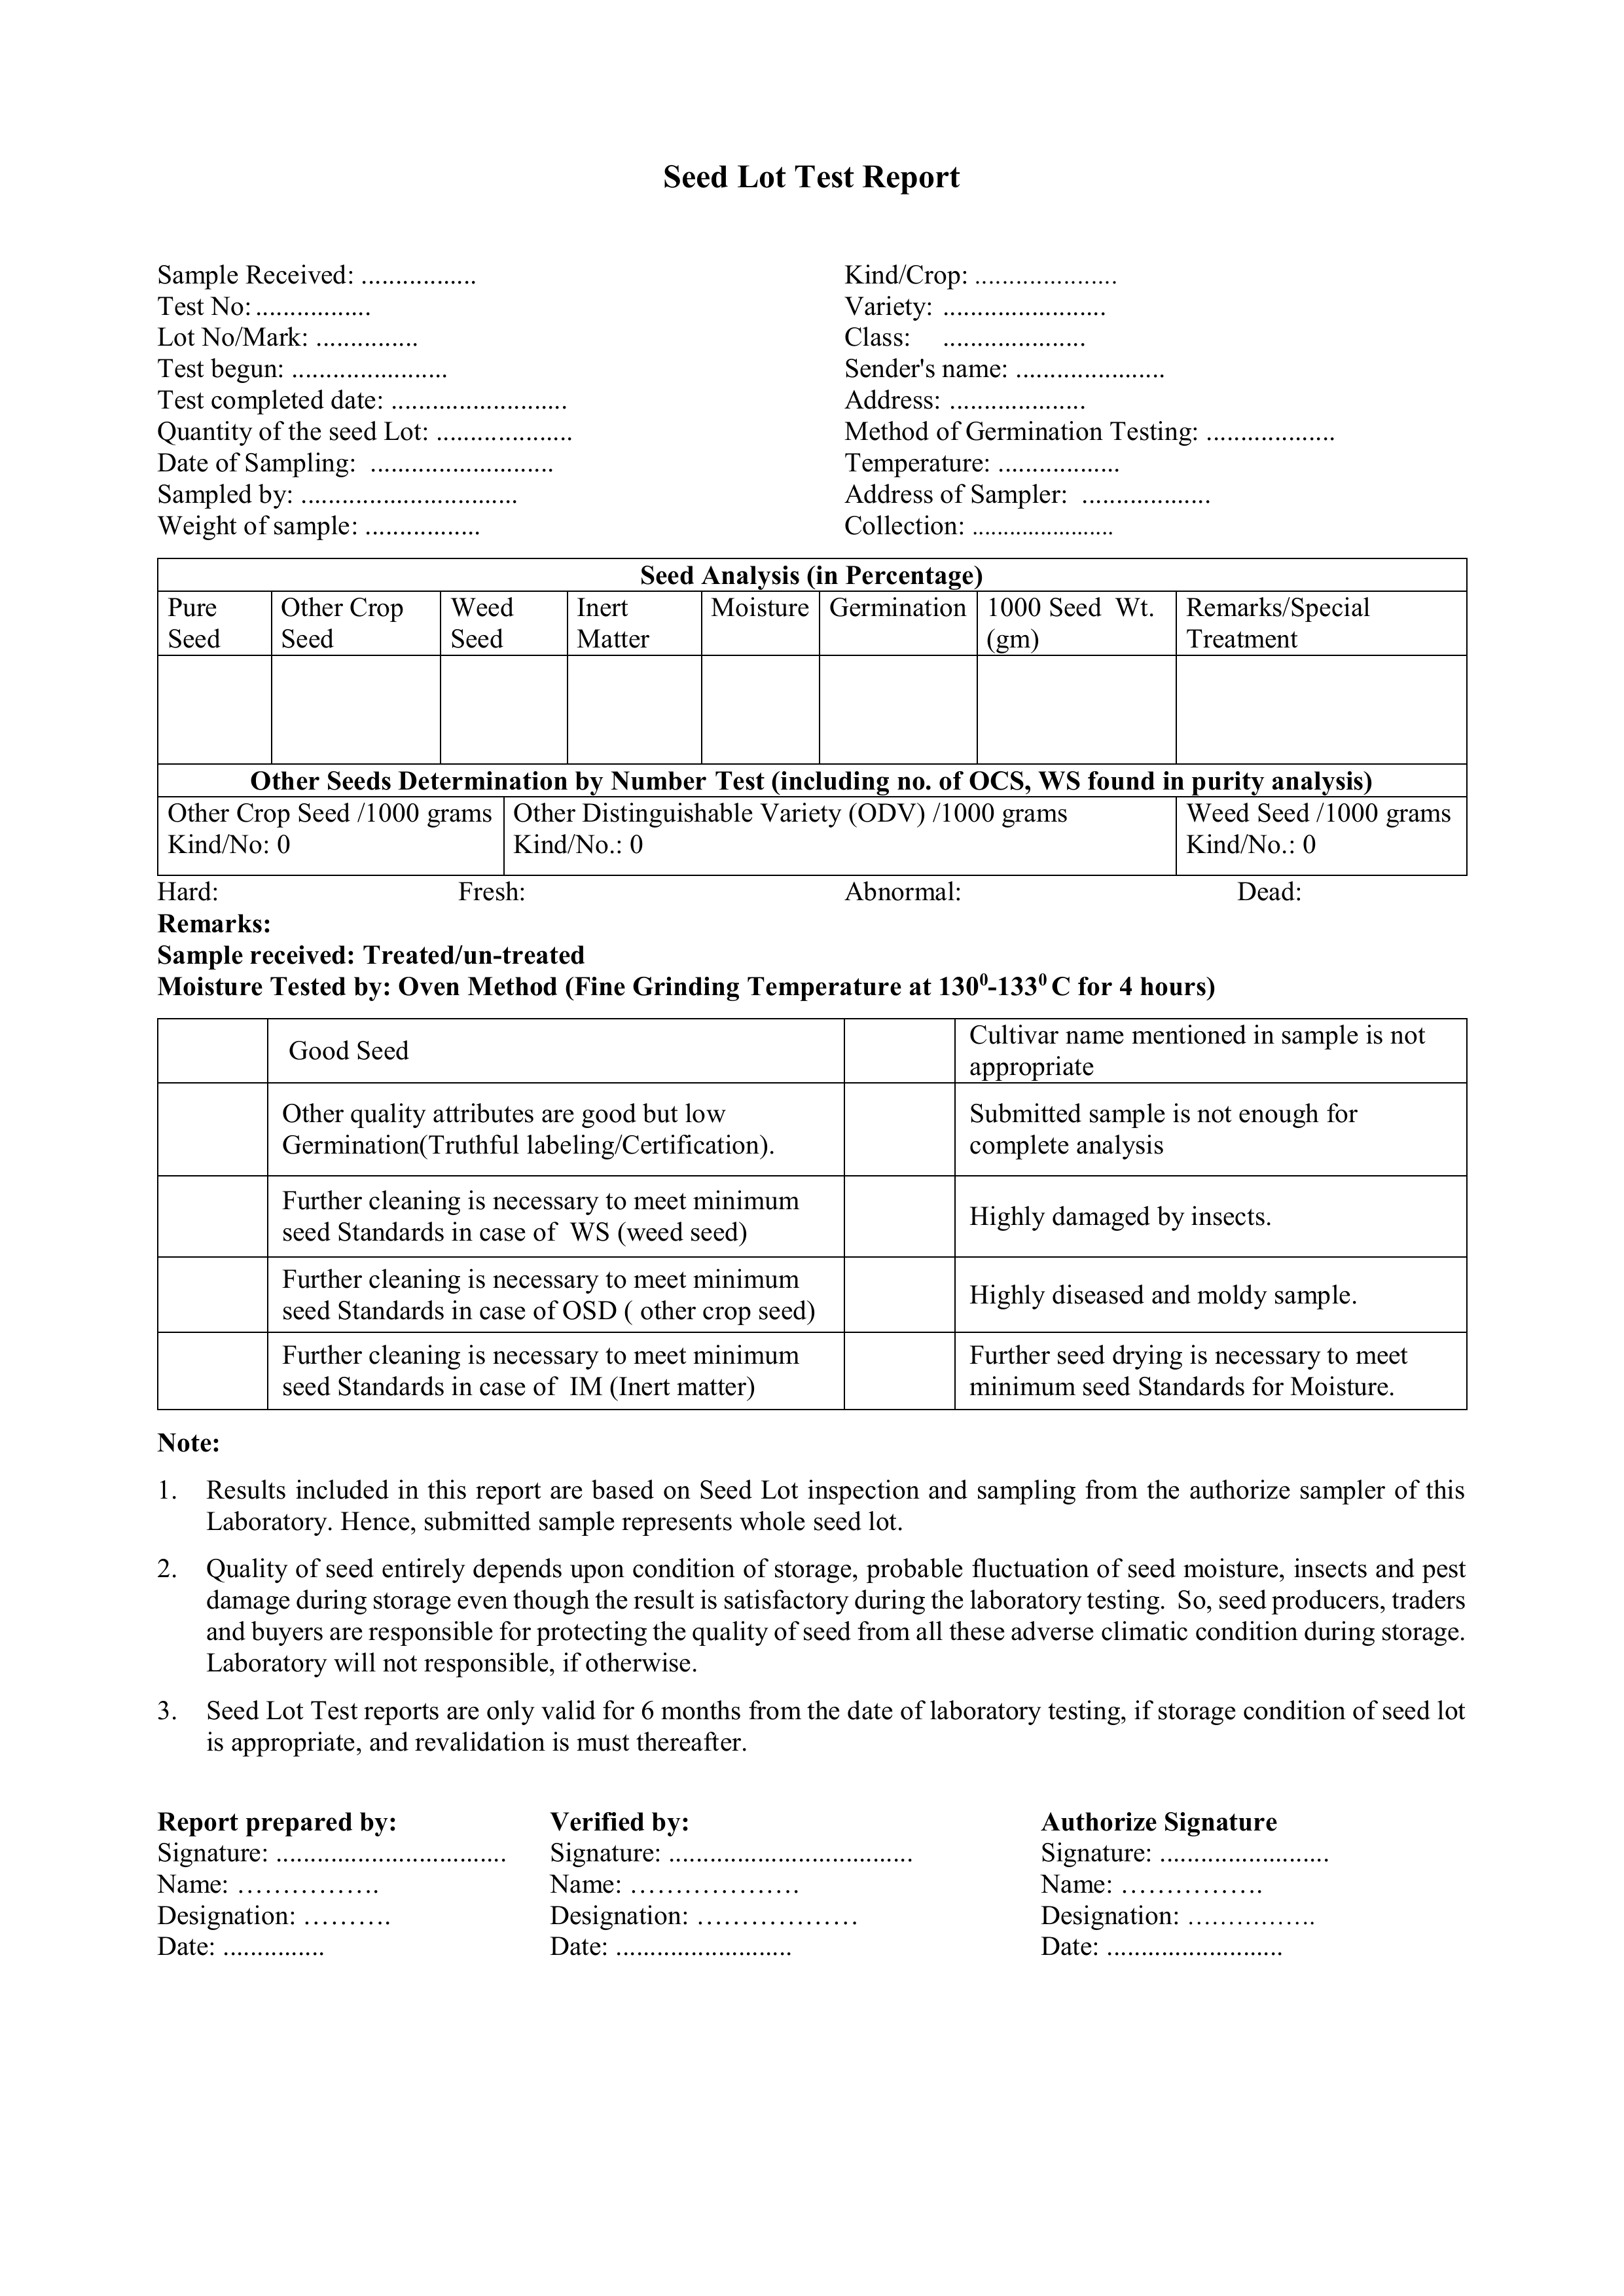 Seed Lot Test Report
Sample Received: .................
Kind/Crop: .....................
Test No: .................
Variety: ........................
Lot No/Mark: ...............
Class: .....................
Test begun: .......................
Sender's name: ......................
Test completed date: ..........................
Address: ....................
Quantity of the seed Lot: ....................
Method of Germination Testing: ...................
Date of Sampling: ...........................
Temperature: ..................
Sampled by: ................................
Address of Sampler: ...................
Weight of sample: .................
Collection: .....................
Seed Analysis (in Percentage)
Pure Seed
Other Crop Seed
Weed Seed
Inert Matter
Moisture
Germination
1000 Seed Wt. (gm)
Remarks/Special Treatment
Other Seeds Determination by Number Test (including no. of OCS, WS found in purity analysis)
Other Crop Seed /1000 grams
Kind/No: 0
Other Distinguishable Variety (ODV) /1000 grams
Kind/No.: 0
Weed Seed /1000 grams
Kind/No.: 0
Hard: Fresh: Abnormal: Dead:
Remarks:
Sample received: Treated/un-treated
Moisture Tested by: Oven Method (Fine Grinding Temperature at 130⁰-133⁰ C for 4 hours)
Good Seed
Cultivar name mentioned in sample is not
appropriate
Other quality attributes are good but low
Germination(Truthful labeling/Certification).
Submitted sample is not enough for
complete analysis
Further cleaning is necessary to meet minimum
seed Standards in case of WS (weed seed)
Highly damaged by insects.
Further cleaning is necessary to meet minimum
seed Standards in case of OSD ( other crop seed)
Highly diseased and moldy sample.
Further cleaning is necessary to meet minimum
seed Standards in case of IM (Inert matter)
Further seed drying is necessary to meet
minimum seed Standards for Moisture.
Note:
1. Results included in this report are based on Seed Lot inspection and sampling from the authorize sampler of this
Laboratory. Hence, submitted sample represents whole seed lot.
2. Quality of seed entirely depends upon condition of storage, probable fluctuation of seed moisture, insects and pest
damage during storage even though the result is satisfactory during the laboratory testing. So, seed producers, traders
and buyers are responsible for protecting the quality of seed from all these adverse climatic condition during storage.
Laboratory will not responsible, if otherwise.
3. Seed Lot Test reports are only valid for 6 months from the date of laboratory testing, if storage condition of seed lot
is appropriate, and revalidation is must thereafter.
Report prepared by: Verified by: Authorize Signature
Signature: .................................. Signature: .................................... Signature: .........................
Name: ……………. Name: ………………. Name: …………….
Designation: ………. Designation: ……………… Designation: …………….
Date: ............... Date: .......................... Date: ..........................